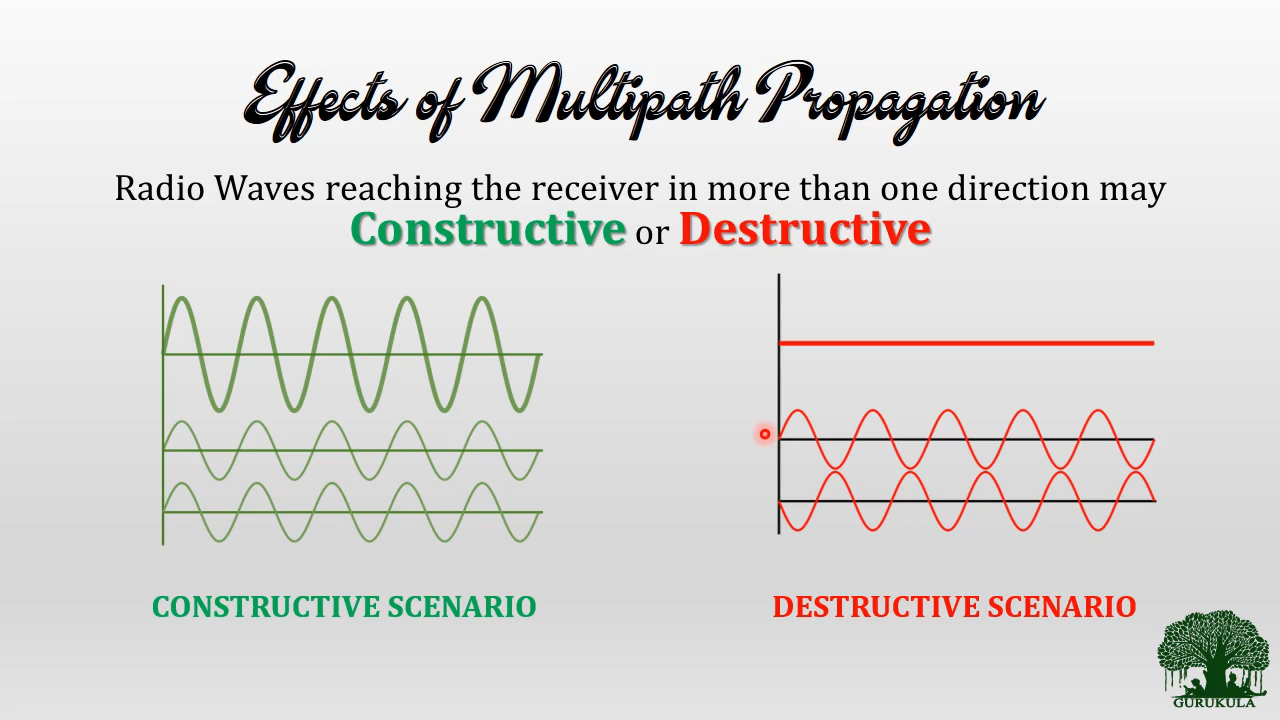 Effects of Multipath Propagation
Radio Waves reaching the receiver in more than one direction may
Constructive or Destructive
CONSTRUCTIVE SCENARIO
DESTRUCTIVE SCENARIO
GURUKULA